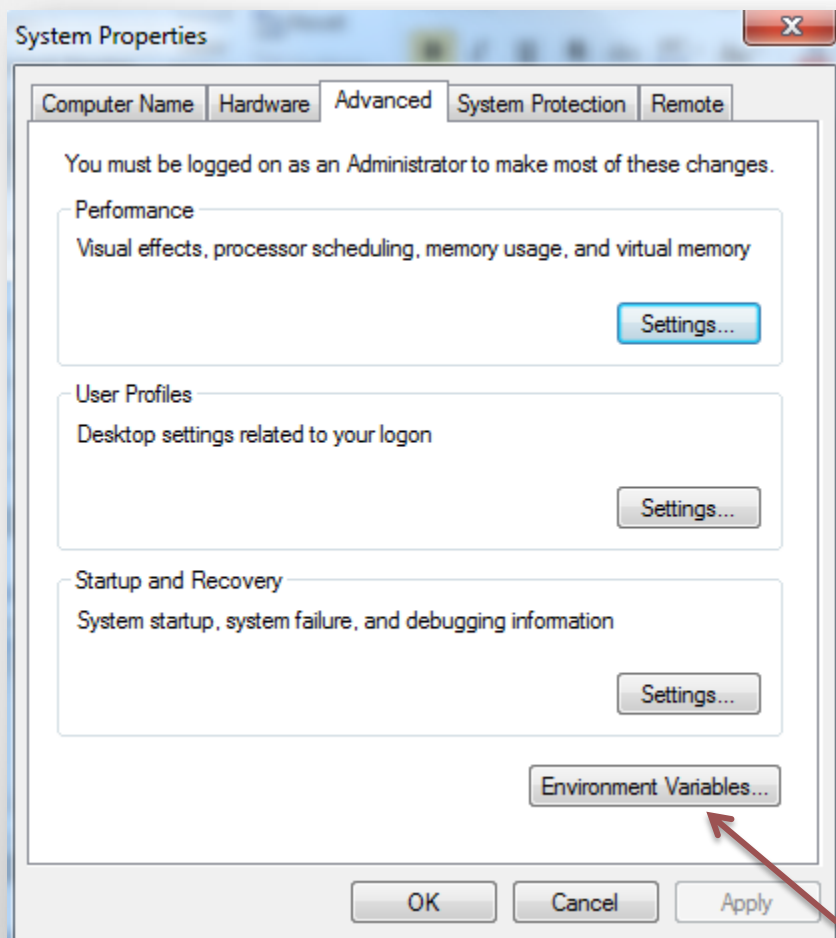 System Properties
Computer Name Hardware Advanced System Protection Remote
You must be logged on as an Administrator to make most of these changes.
Performance
Visual effects, processor scheduling, memory usage, and virtual memory
Settings...
User Profiles
Desktop settings related to your logon
Settings...
Startup and Recovery
System startup, system failure, and debugging information
Settings...
Environment Variables...
OK Cancel Apply